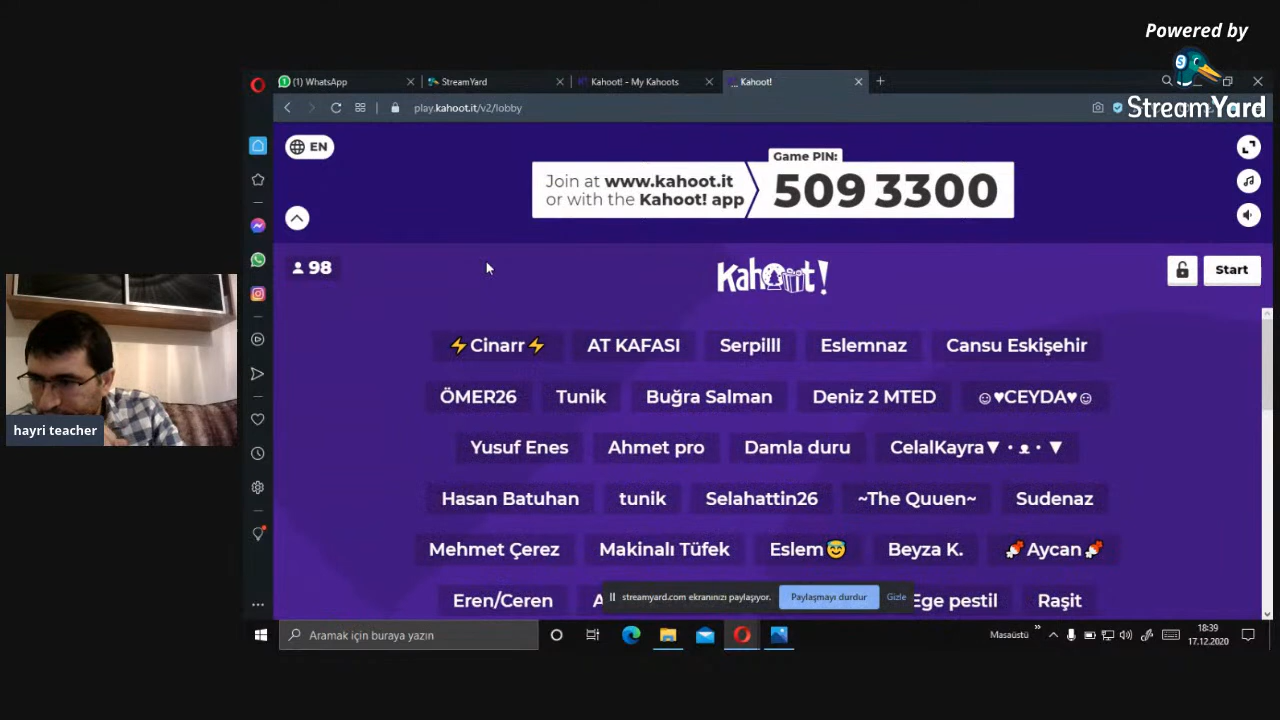 Powered by
StreamYard
(1) WhatsApp
StreamYard
Kahoot! - My Kahoots
Kahoot!
play.kahoot.it/v2/lobby
EN
Game PIN:
Join at www.kahoot.it
or with the Kahoot! app
509 3300
98
Kahoot!
Start
⚡Cinarr⚡ AT KAFASI Serpilll Eslemnaz Cansu Eskişehir
ÖMER26 Tunik Buğra Salman Deniz 2 MTED ☺♥CEYDA♥☺
Yusuf Enes Ahmet pro Damla duru CelalKayra▼・ᴥ・▼
Hasan Batuhan tunik Selahattin26 ~The Quuen~ Sudenaz
Mehmet Çerez Makinalı Tüfek Eslem😇 Beyza K. Aycan
Eren/Ceren Ege pestil Raşit
streamyard.com ekranınızı paylaşıyor. Paylaşmayı durdur Gizle
hayri teacher
Aramak için buraya yazın
Masaüstü
18:39
17.12.2020